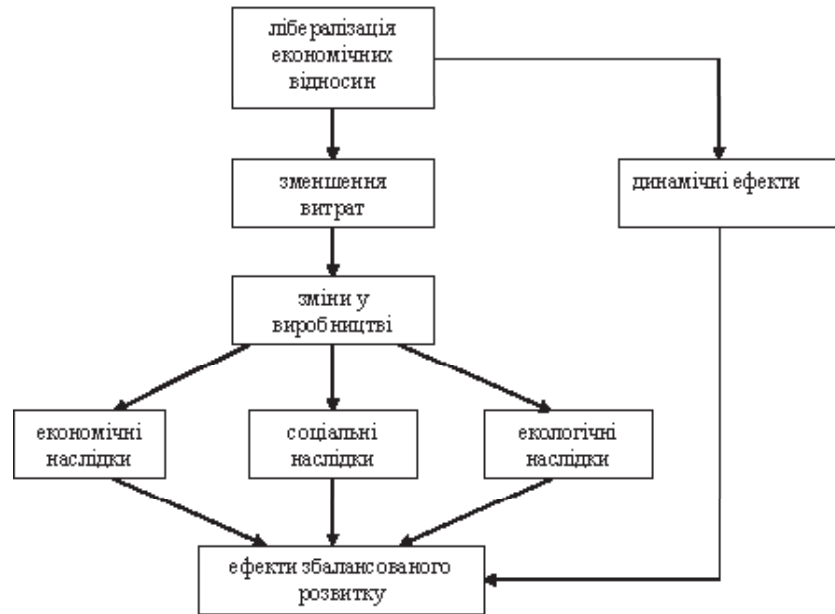 лібералізація
економічних
відносин
зменшення
витрат
динамічні ефекти
зміни у
виробництві
економічні
наслідки
соціальні
наслідки
екологічні
наслідки
ефекти збалансованого
розвитку